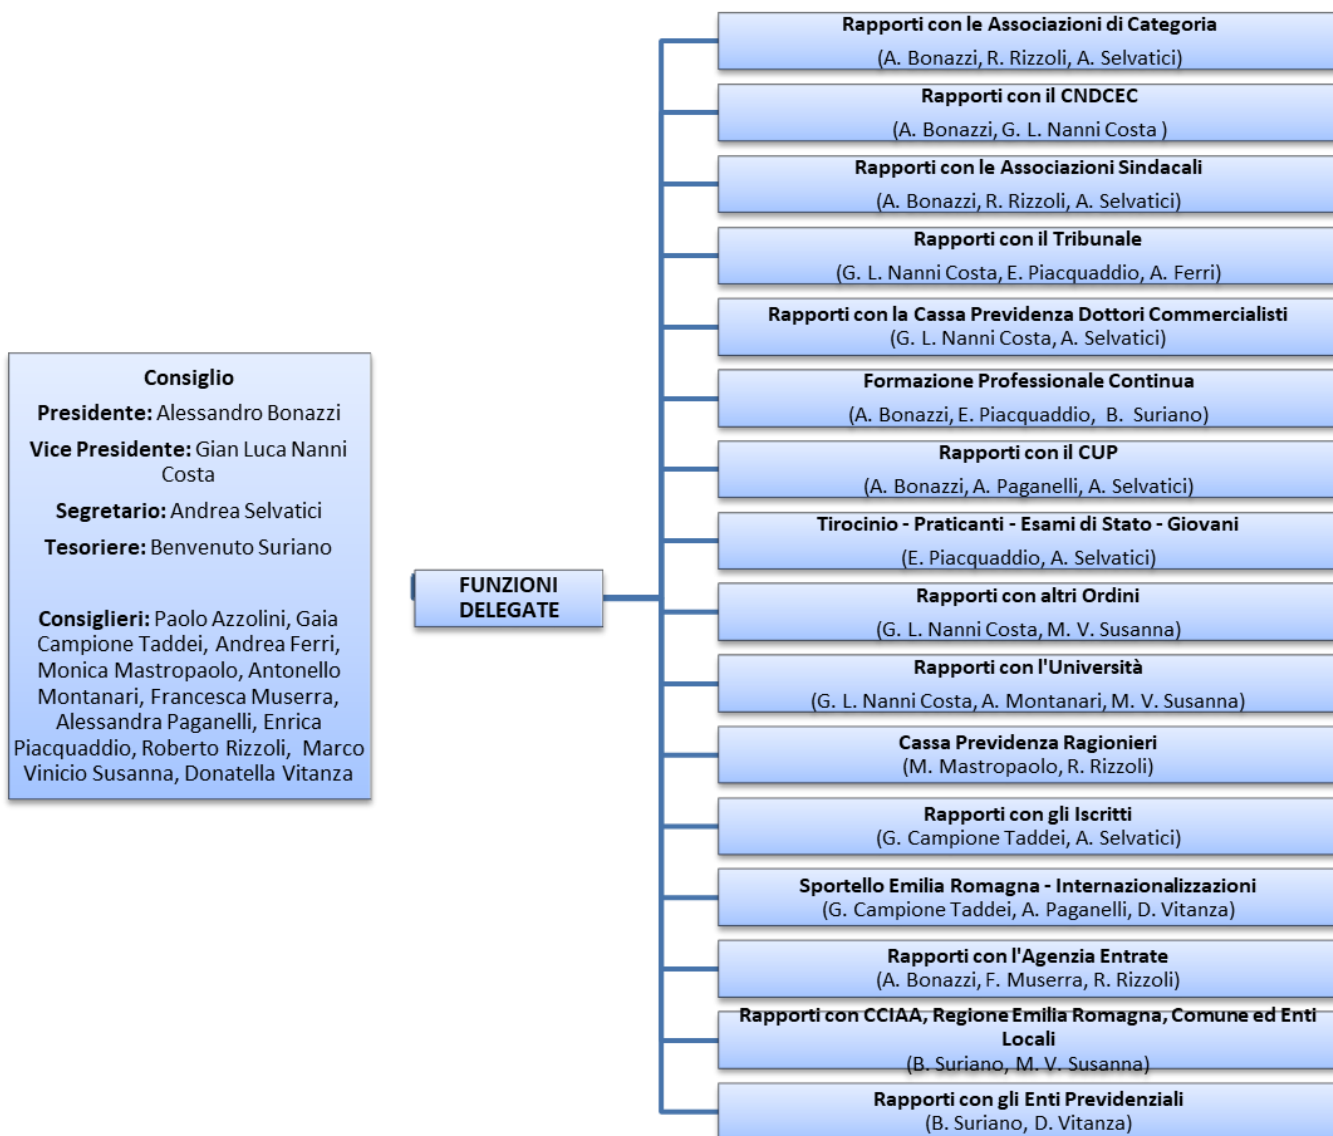 Consiglio
Presidente: Alessandro Bonazzi
Vice Presidente: Gian Luca Nanni
Costa
Segretario: Andrea Selvatici
Tesoriere: Benvenuto Suriano
Consiglieri: Paolo Azzolini, Gaia
Campione Taddei, Andrea Ferri,
Monica Mastropaolo, Antonello
Montanari, Francesca Muserra,
Alessandra Paganelli, Enrica
Piacquaddio, Roberto Rizzoli, Marco
Vinicio Susanna, Donatella Vitanza
FUNZIONI
DELEGATE
Rapporti con le Associazioni di Categoria
(A. Bonazzi, R. Rizzoli, A. Selvatici)
Rapporti con il CNDCEC
(A. Bonazzi, G. L. Nanni Costa )
Rapporti con le Associazioni Sindacali
(A. Bonazzi, R. Rizzoli, A. Selvatici)
Rapporti con il Tribunale
(G. L. Nanni Costa, E. Piacquaddio, A. Ferri)
Rapporti con la Cassa Previdenza Dottori Commercialisti
(G. L. Nanni Costa, A. Selvatici)
Formazione Professionale Continua
(A. Bonazzi, E. Piacquaddio, B. Suriano)
Rapporti con il CUP
(A. Bonazzi, A. Paganelli, A. Selvatici)
Tirocinio - Praticanti - Esami di Stato - Giovani
(E. Piacquaddio, A. Selvatici)
Rapporti con altri Ordini
(G. L. Nanni Costa, M. V. Susanna)
Rapporti con l'Università
(G. L. Nanni Costa, A. Montanari, M. V. Susanna)
Cassa Previdenza Ragionieri
(M. Mastropaolo, R. Rizzoli)
Rapporti con gli Iscritti
(G. Campione Taddei, A. Selvatici)
Sportello Emilia Romagna - Internazionalizzazioni
(G. Campione Taddei, A. Paganelli, D. Vitanza)
Rapporti con l'Agenzia Entrate
(A. Bonazzi, F. Muserra, R. Rizzoli)
Rapporti con CCIAA, Regione Emilia Romagna, Comune ed Enti
Locali
(B. Suriano, M. V. Susanna)
Rapporti con gli Enti Previdenziali
(B. Suriano, D. Vitanza)